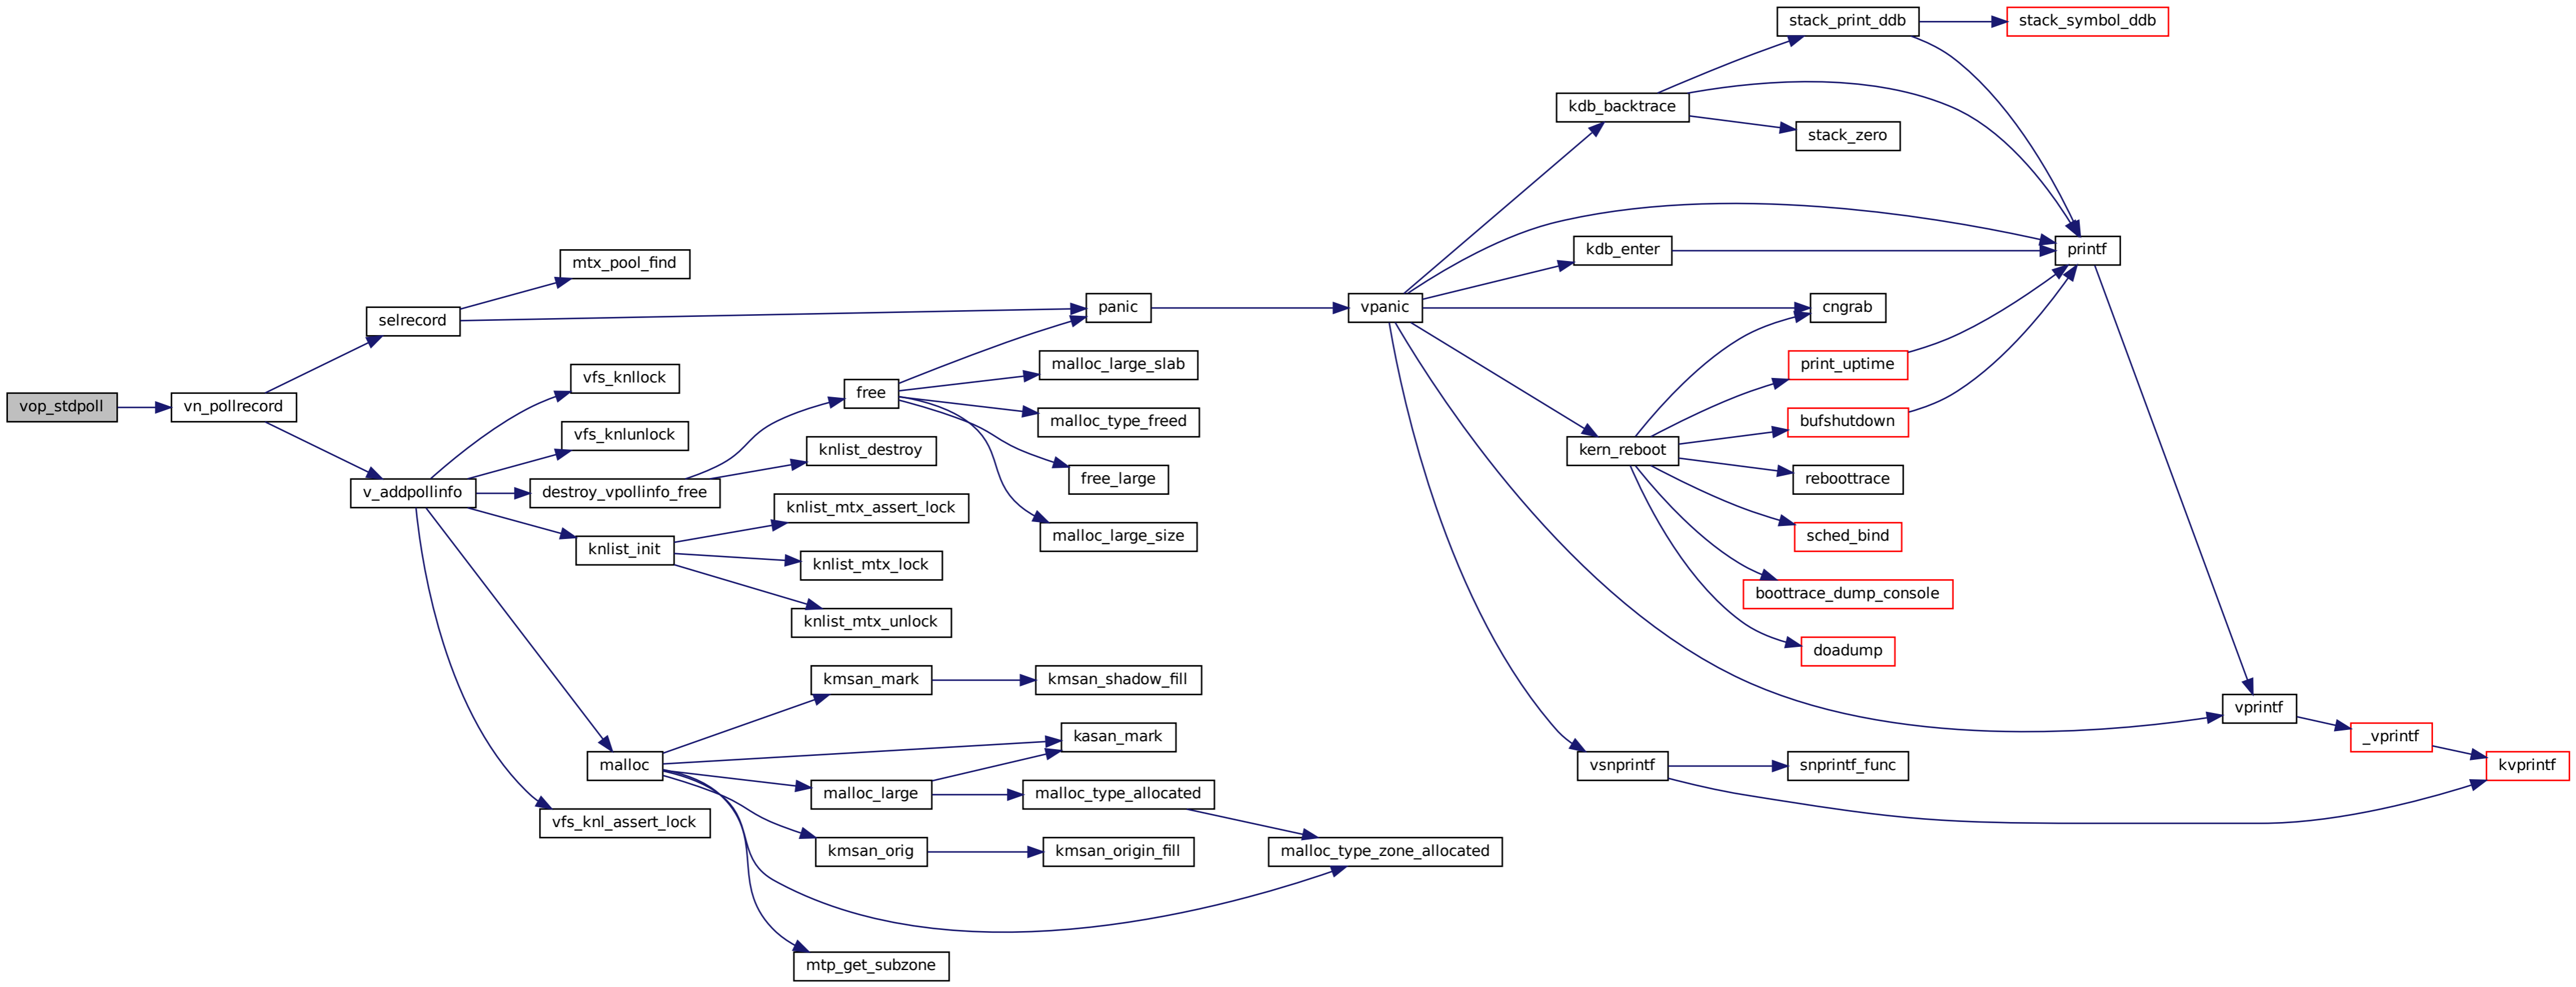 vop_stdpoll
vn_pollrecord
selrecord
v_addpollinfo
mtx_pool_find
vfs_knllock
vfs_knlunlock
destroy_vpollinfo_free
knlist_init
malloc
vfs_knl_assert_lock
free
knlist_destroy
knlist_mtx_assert_lock
knlist_mtx_lock
knlist_mtx_unlock
kmsan_mark
malloc_large
kmsan_orig
mtp_get_subzone
panic
malloc_large_slab
malloc_type_freed
free_large
malloc_large_size
kmsan_shadow_fill
kasan_mark
malloc_type_allocated
kmsan_origin_fill
malloc_type_zone_allocated
vpanic
kdb_backtrace
kdb_enter
kern_reboot
vsnprintf
stack_print_ddb
stack_zero
cngrab
print_uptime
bufshutdown
reboottrace
sched_bind
boottrace_dump_console
doadump
snprintf_func
stack_symbol_ddb
printf
vprintf
_vprintf
kvprintf